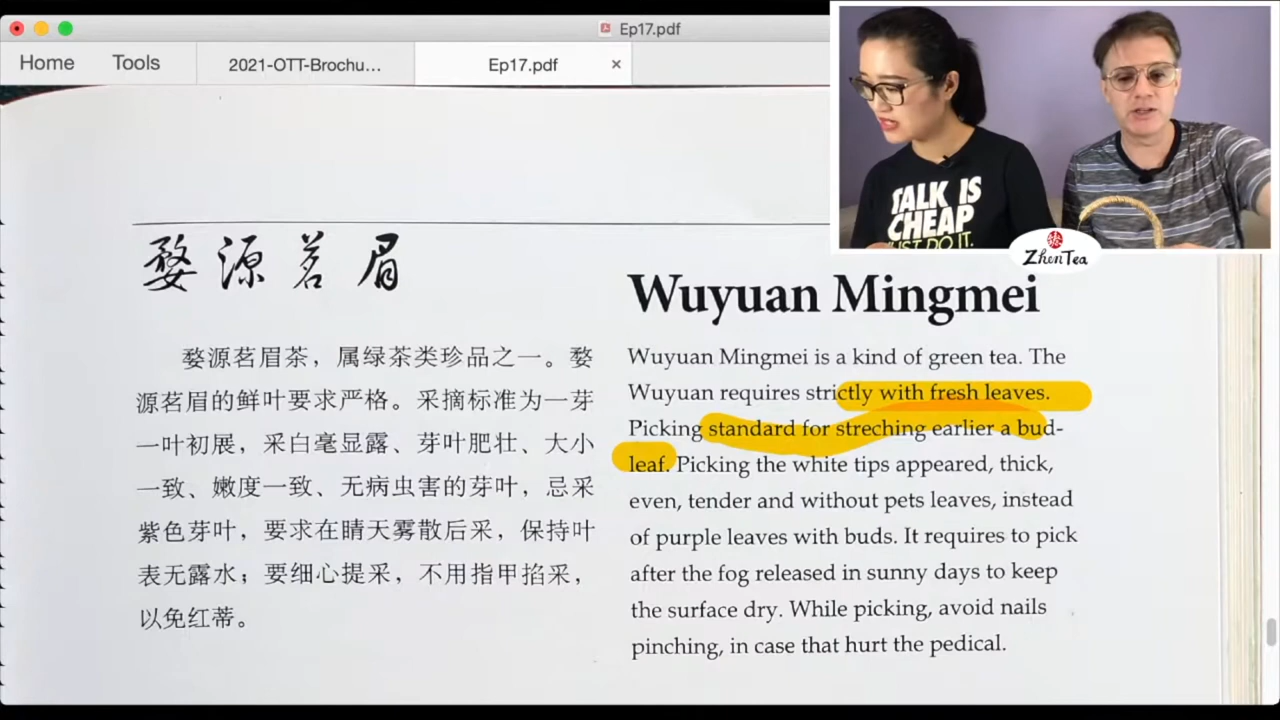 Ep17.pdf
Home
Tools
2021-OTT-Brochu...
Ep17.pdf
×
TALK IS
CHEAP
JUST DO IT.
ZhenTea
婺源茗眉
婺源茗眉茶，属绿茶类珍品之一。婺
源茗眉的鲜叶要求严格。采摘标准为一芽
一叶初展，采白毫显露、芽叶肥壮、大小
一致、嫩度一致、无病虫害的芽叶，忌采
紫色芽叶，要求在睛天雾散后采，保持叶
表无露水；要细心提采，不用指甲掐采，
以免红蒂。
Wuyuan Mingmei
Wuyuan Mingmei is a kind of green tea. The
Wuyuan requires strictly with fresh leaves.
Picking standard for streching earlier a bud-
leaf. Picking the white tips appeared, thick,
even, tender and without pets leaves, instead
of purple leaves with buds. It requires to pick
after the fog released in sunny days to keep
the surface dry. While picking, avoid nails
pinching, in case that hurt the pedical.